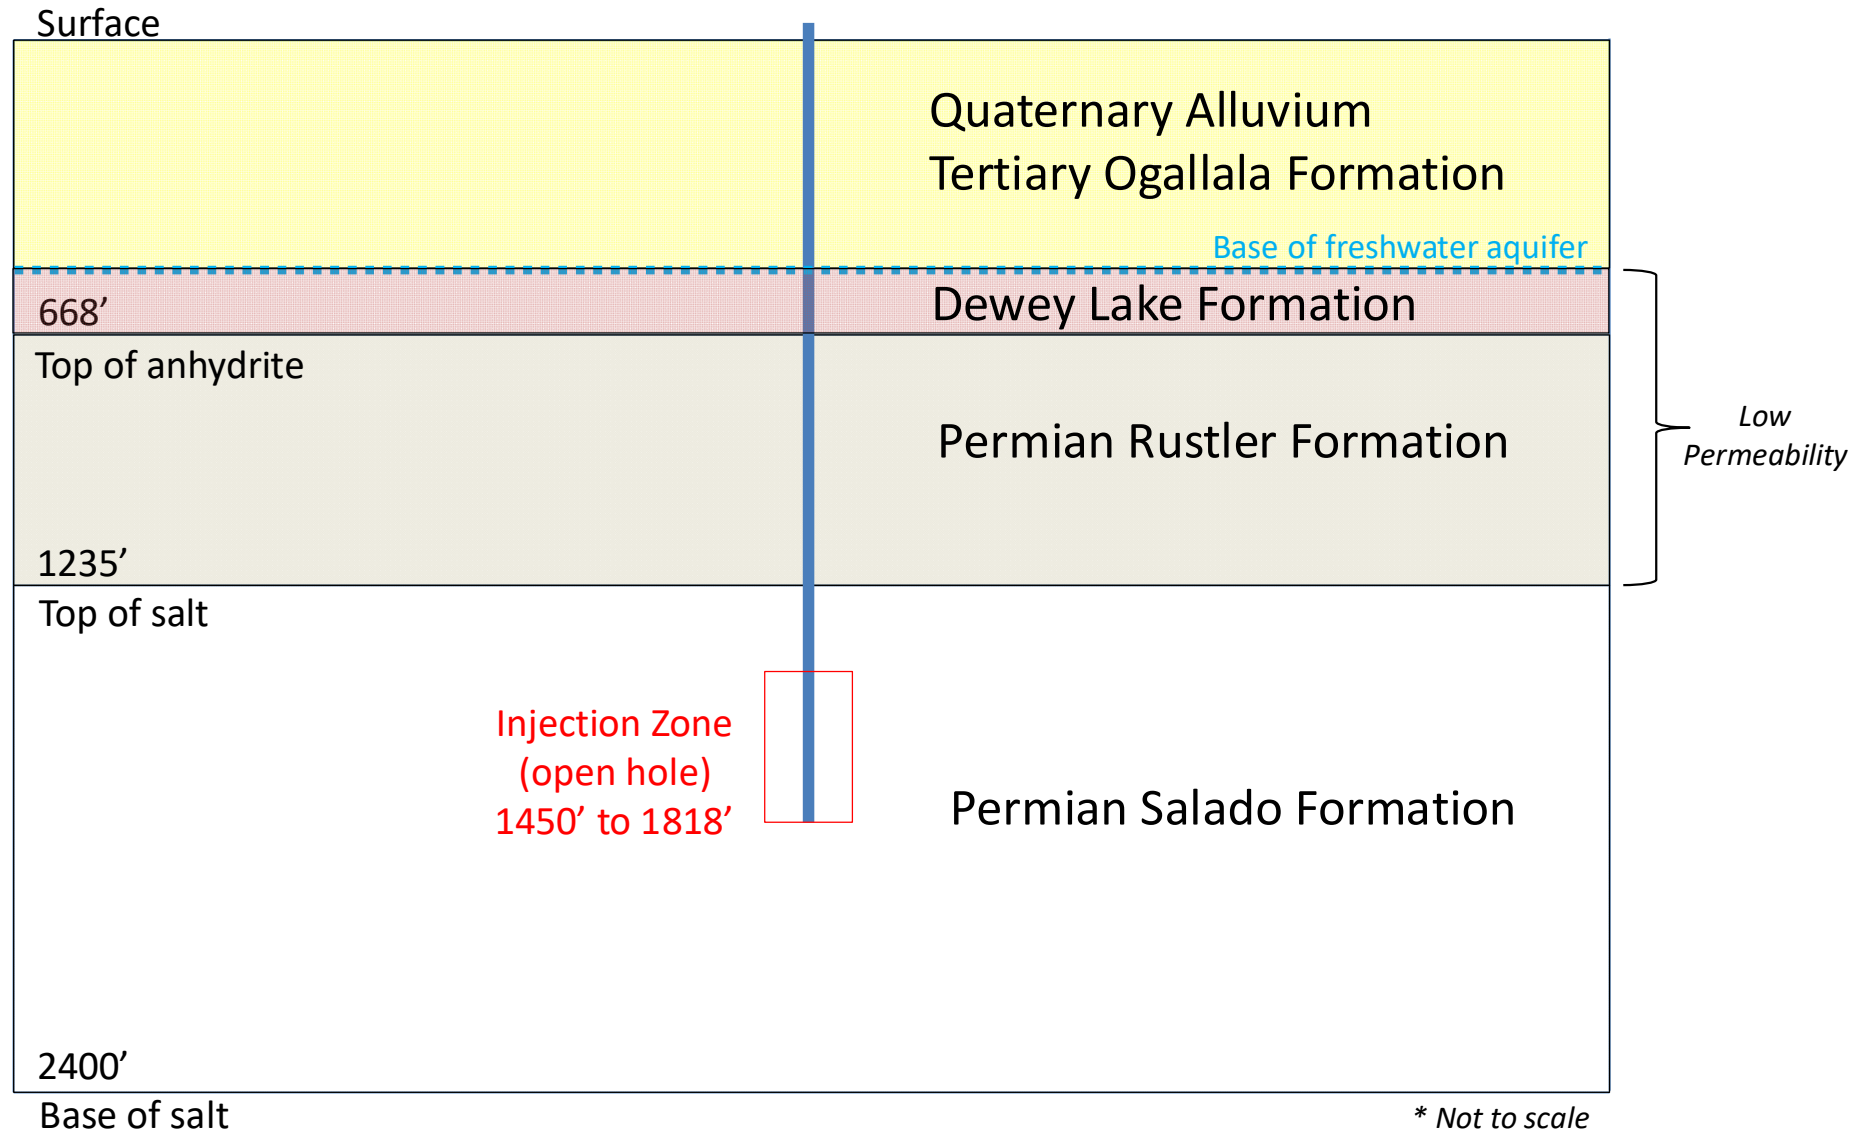 Surface
Quaternary Alluvium
Tertiary Ogallala Formation
Base of freshwater aquifer
668’
Dewey Lake Formation
Top of anhydrite
Permian Rustler Formation
Low
Permeability
1235’
Top of salt
Injection Zone
(open hole)
1450’ to 1818’
Permian Salado Formation
2400’
Base of salt
* Not to scale